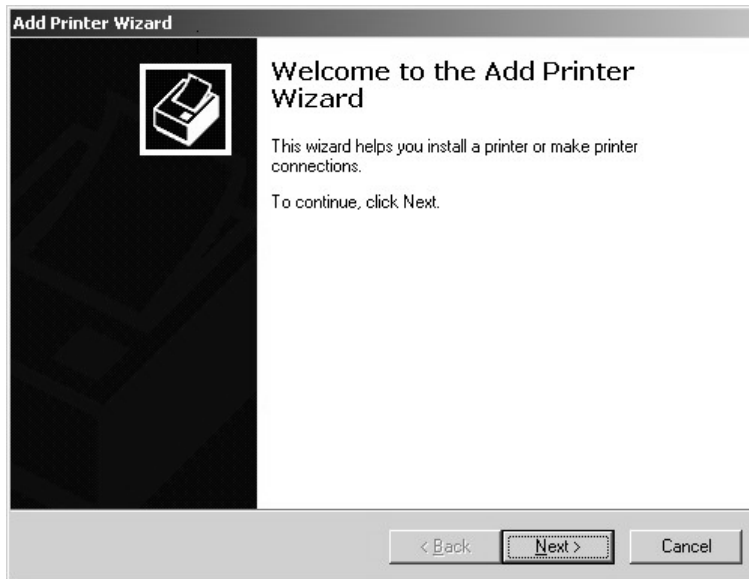 Add Printer Wizard
Welcome to the Add Printer
Wizard
This wizard helps you install a printer or make printer
connections.
To continue, click Next.
< Back
Next >
Cancel